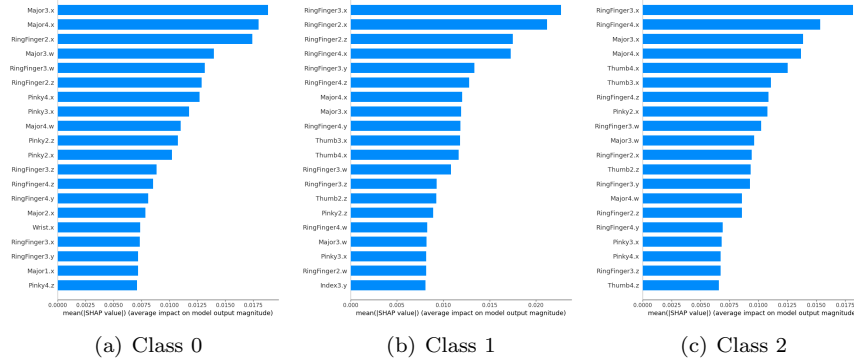 Major3.x
Major4.x
RingFinger2.x
Major3.w
RingFinger3.w
RingFinger2.z
Pinky4.x
Pinky3.x
Major4.w
Pinky2.z
Pinky2.x
RingFinger3.z
RingFinger4.z
RingFinger4.y
Major2.x
Wrist.x
RingFinger3.x
RingFinger3.y
Major1.x
Pinky4.z
0.0000 0.0025 0.0050 0.0075 0.0100 0.0125 0.0150 0.0175
mean(|SHAP value|) (average impact on model output magnitude)
(a) Class 0
RingFinger3.x
RingFinger2.x
RingFinger2.z
RingFinger4.x
RingFinger3.y
RingFinger4.z
Major4.x
Major3.x
RingFinger4.y
Thumb3.x
Thumb4.x
RingFinger3.w
RingFinger3.z
Thumb2.z
Pinky2.z
RingFinger4.w
Major3.w
Pinky3.x
RingFinger2.w
Index3.y
0.000 0.005 0.010 0.015 0.020
mean(|SHAP value|) (average impact on model output magnitude)
(b) Class 1
RingFinger3.x
RingFinger4.x
Major3.x
Major4.x
Thumb4.x
Thumb3.x
RingFinger4.z
Pinky2.x
RingFinger3.w
Major3.w
RingFinger2.x
Thumb2.z
RingFinger3.y
Major4.w
RingFinger2.z
RingFinger4.y
Pinky3.x
Pinky4.x
RingFinger3.z
Thumb4.z
0.0000 0.0025 0.0050 0.0075 0.0100 0.0125 0.0150 0.0175
mean(|SHAP value|) (average impact on model output magnitude)
(c) Class 2